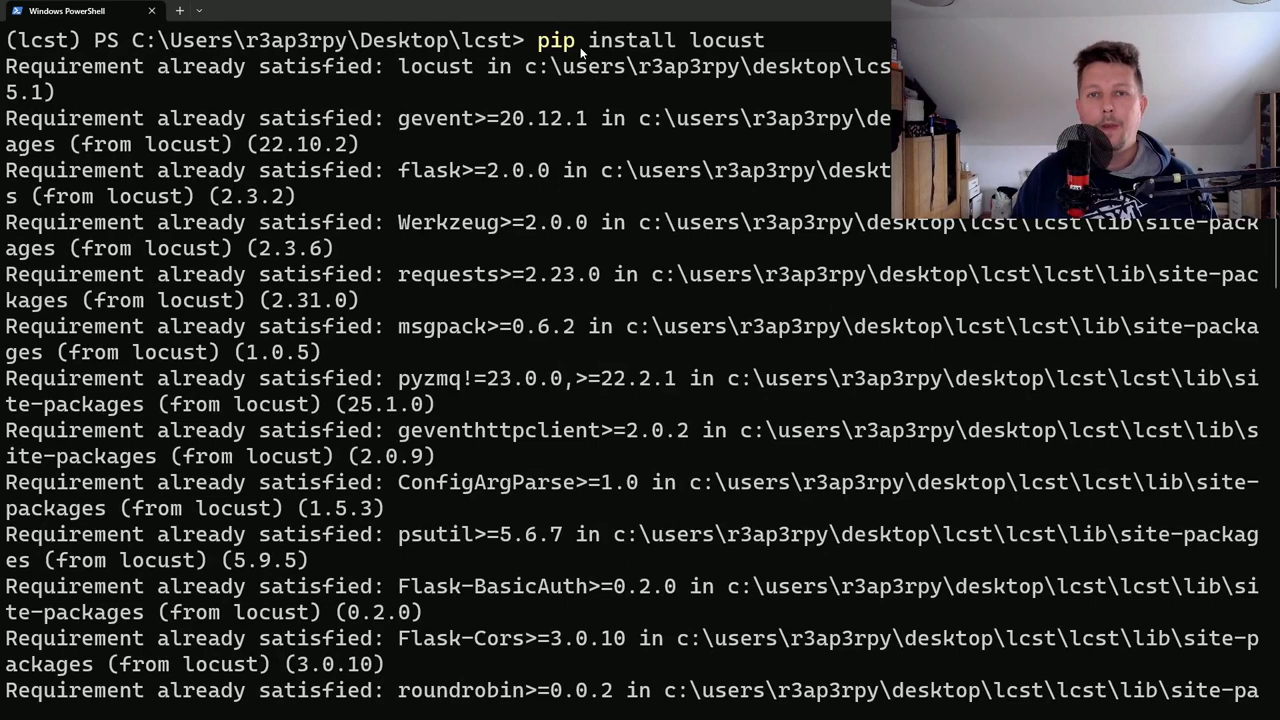 Windows PowerShell
(lcst) PS C:\Users\r3ap3rpy\Desktop\lcst> pip install locust
Requirement already satisfied: locust in c:\users\r3ap3rpy\desktop\lcs
5.1)
Requirement already satisfied: gevent>=20.12.1 in c:\users\r3ap3rpy\de
ages (from locust) (22.10.2)
Requirement already satisfied: flask>=2.0.0 in c:\users\r3ap3rpy\deskt
s (from locust) (2.3.2)
Requirement already satisfied: Werkzeug>=2.0.0 in c:\users\r3ap3rpy\desktop\lcst\lcst\lib\site-pack
ages (from locust) (2.3.6)
Requirement already satisfied: requests>=2.23.0 in c:\users\r3ap3rpy\desktop\lcst\lcst\lib\site-pac
kages (from locust) (2.31.0)
Requirement already satisfied: msgpack>=0.6.2 in c:\users\r3ap3rpy\desktop\lcst\lcst\lib\site-packa
ges (from locust) (1.0.5)
Requirement already satisfied: pyzmq!=23.0.0,>=22.2.1 in c:\users\r3ap3rpy\desktop\lcst\lcst\lib\si
te-packages (from locust) (25.1.0)
Requirement already satisfied: geventhttpclient>=2.0.2 in c:\users\r3ap3rpy\desktop\lcst\lcst\lib\s
ite-packages (from locust) (2.0.9)
Requirement already satisfied: ConfigArgParse>=1.0 in c:\users\r3ap3rpy\desktop\lcst\lcst\lib\site-
packages (from locust) (1.5.3)
Requirement already satisfied: psutil>=5.6.7 in c:\users\r3ap3rpy\desktop\lcst\lcst\lib\site-packag
es (from locust) (5.9.5)
Requirement already satisfied: Flask-BasicAuth>=0.2.0 in c:\users\r3ap3rpy\desktop\lcst\lcst\lib\si
te-packages (from locust) (0.2.0)
Requirement already satisfied: Flask-Cors>=3.0.10 in c:\users\r3ap3rpy\desktop\lcst\lcst\lib\site-p
ackages (from locust) (3.0.10)
Requirement already satisfied: roundrobin>=0.0.2 in c:\users\r3ap3rpy\desktop\lcst\lcst\lib\site-pa